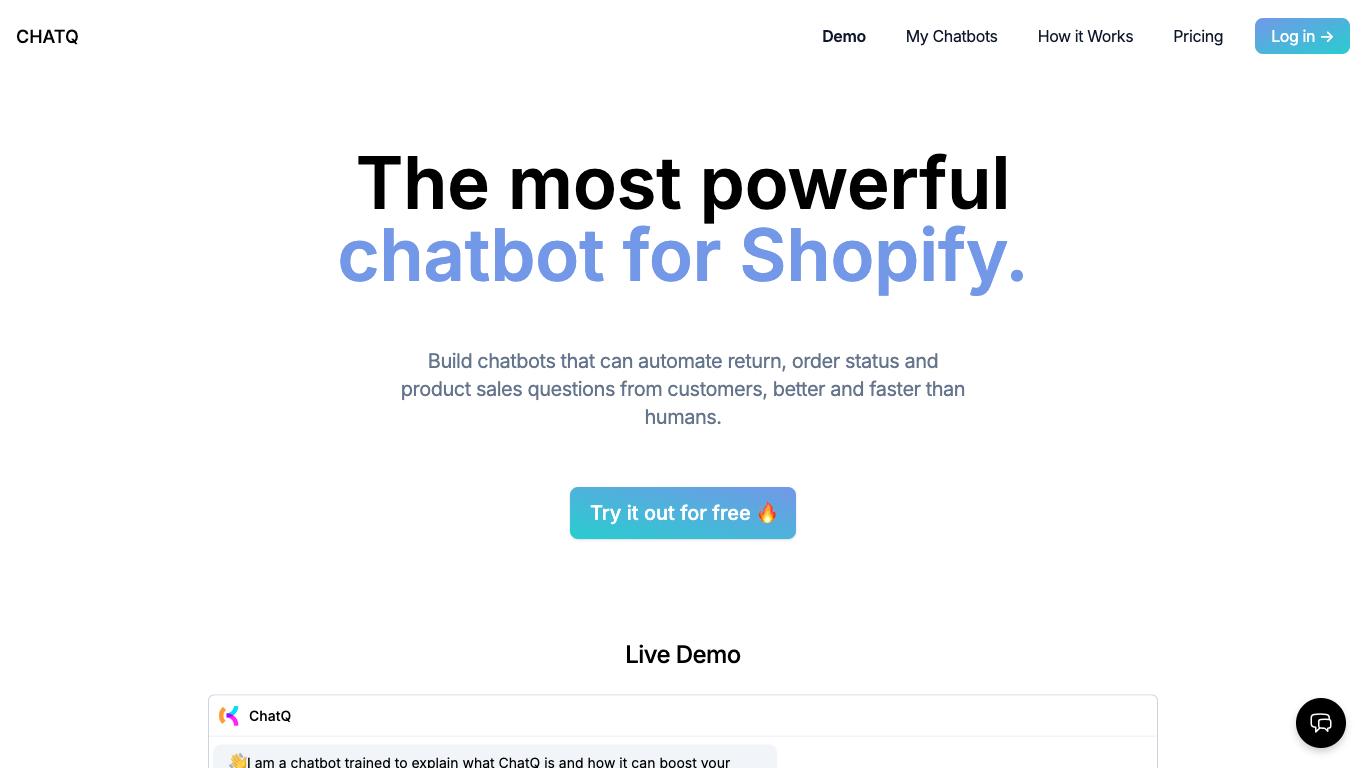 CHATQ
Demo
My Chatbots
How it Works
Pricing
Log in →
The most powerful
chatbot for Shopify.
Build chatbots that can automate return, order status and
product sales questions from customers, better and faster than
humans.
Try it out for free 🔥
Live Demo
ChatQ
👋I am a chatbot trained to explain what ChatQ is and how it can boost your